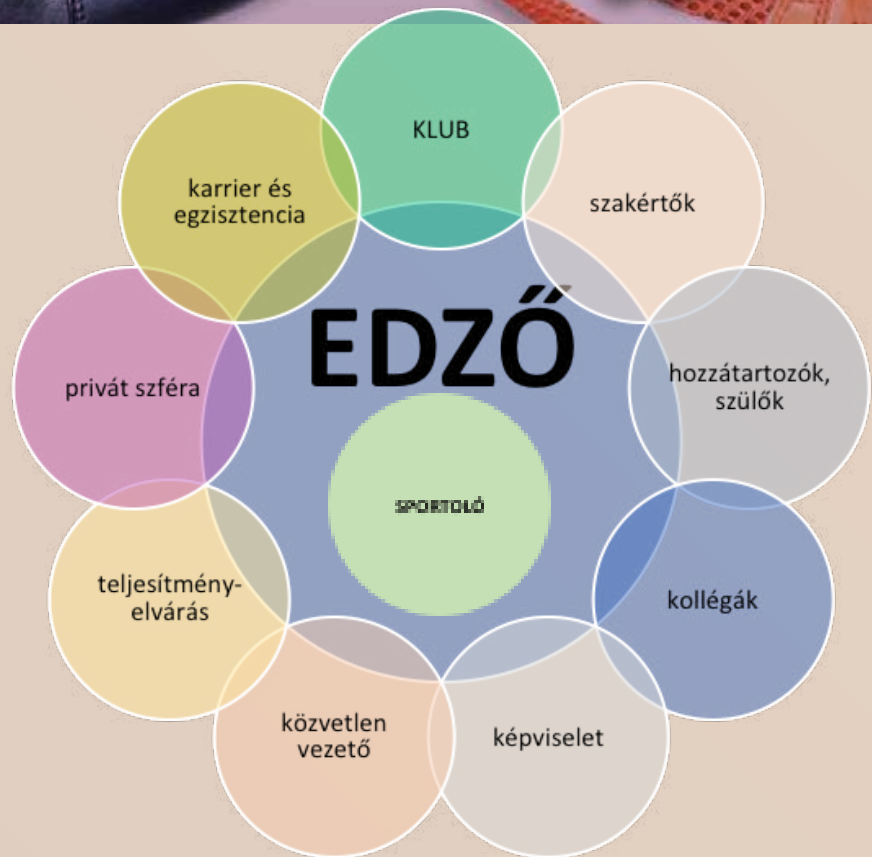 KLUB
karrier és
egzisztencia
szakértők
EDZŐ
privát szféra
hozzátartozók,
szülők
SPORTOLÓ
teljesítmény-
elvárás
kollégák
közvetlen
vezető
képviselet